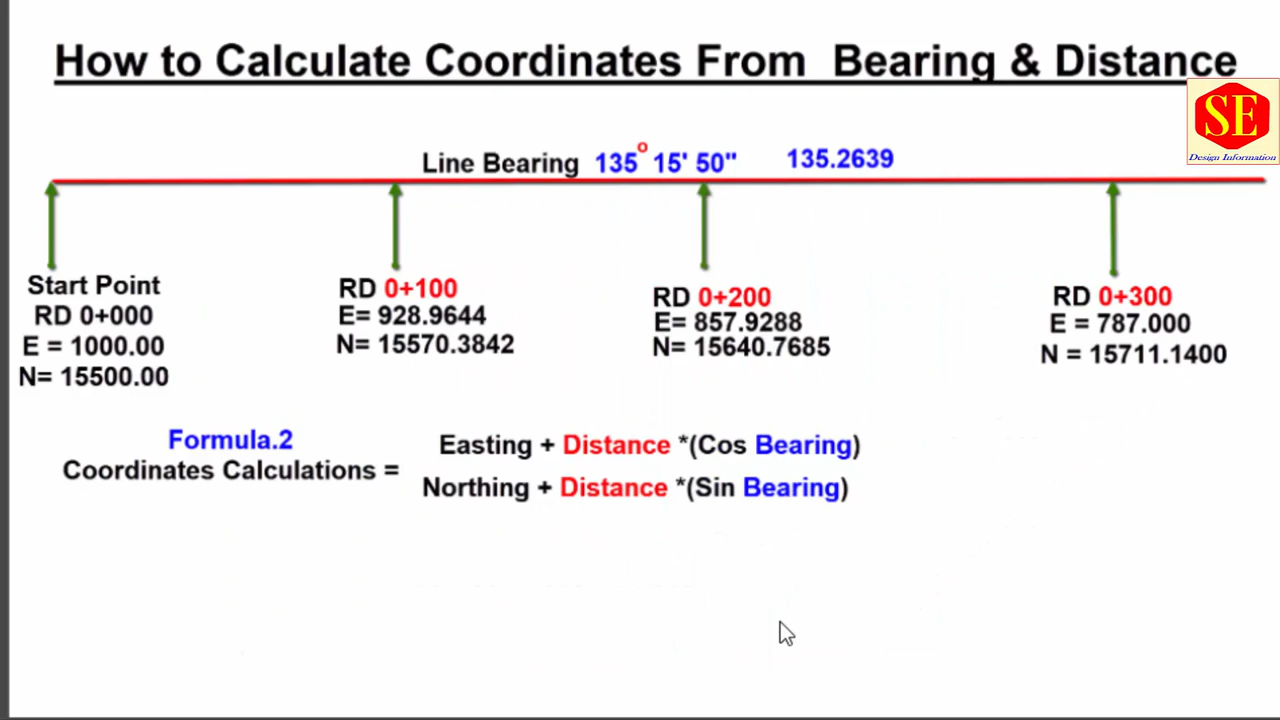 How to Calculate Coordinates From Bearing & Distance
SE
Design Information
Line Bearing 135° 15' 50" 135.2639
Start Point
RD 0+000
E = 1000.00
N= 15500.00
RD 0+100
E= 928.9644
N= 15570.3842
RD 0+200
E= 857.9288
N= 15640.7685
RD 0+300
E = 787.000
N = 15711.1400
Formula.2
Coordinates Calculations =
Easting + Distance *(Cos Bearing)
Northing + Distance *(Sin Bearing)